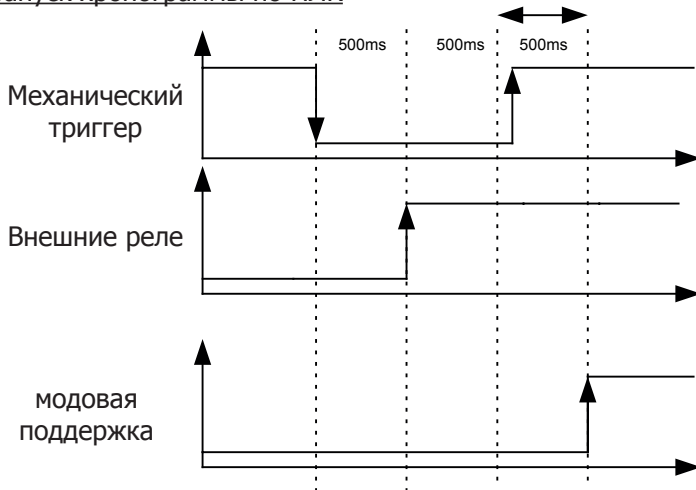 500ms 500ms 500ms
Механический
триггер
Внешние реле
модовая
поддержка